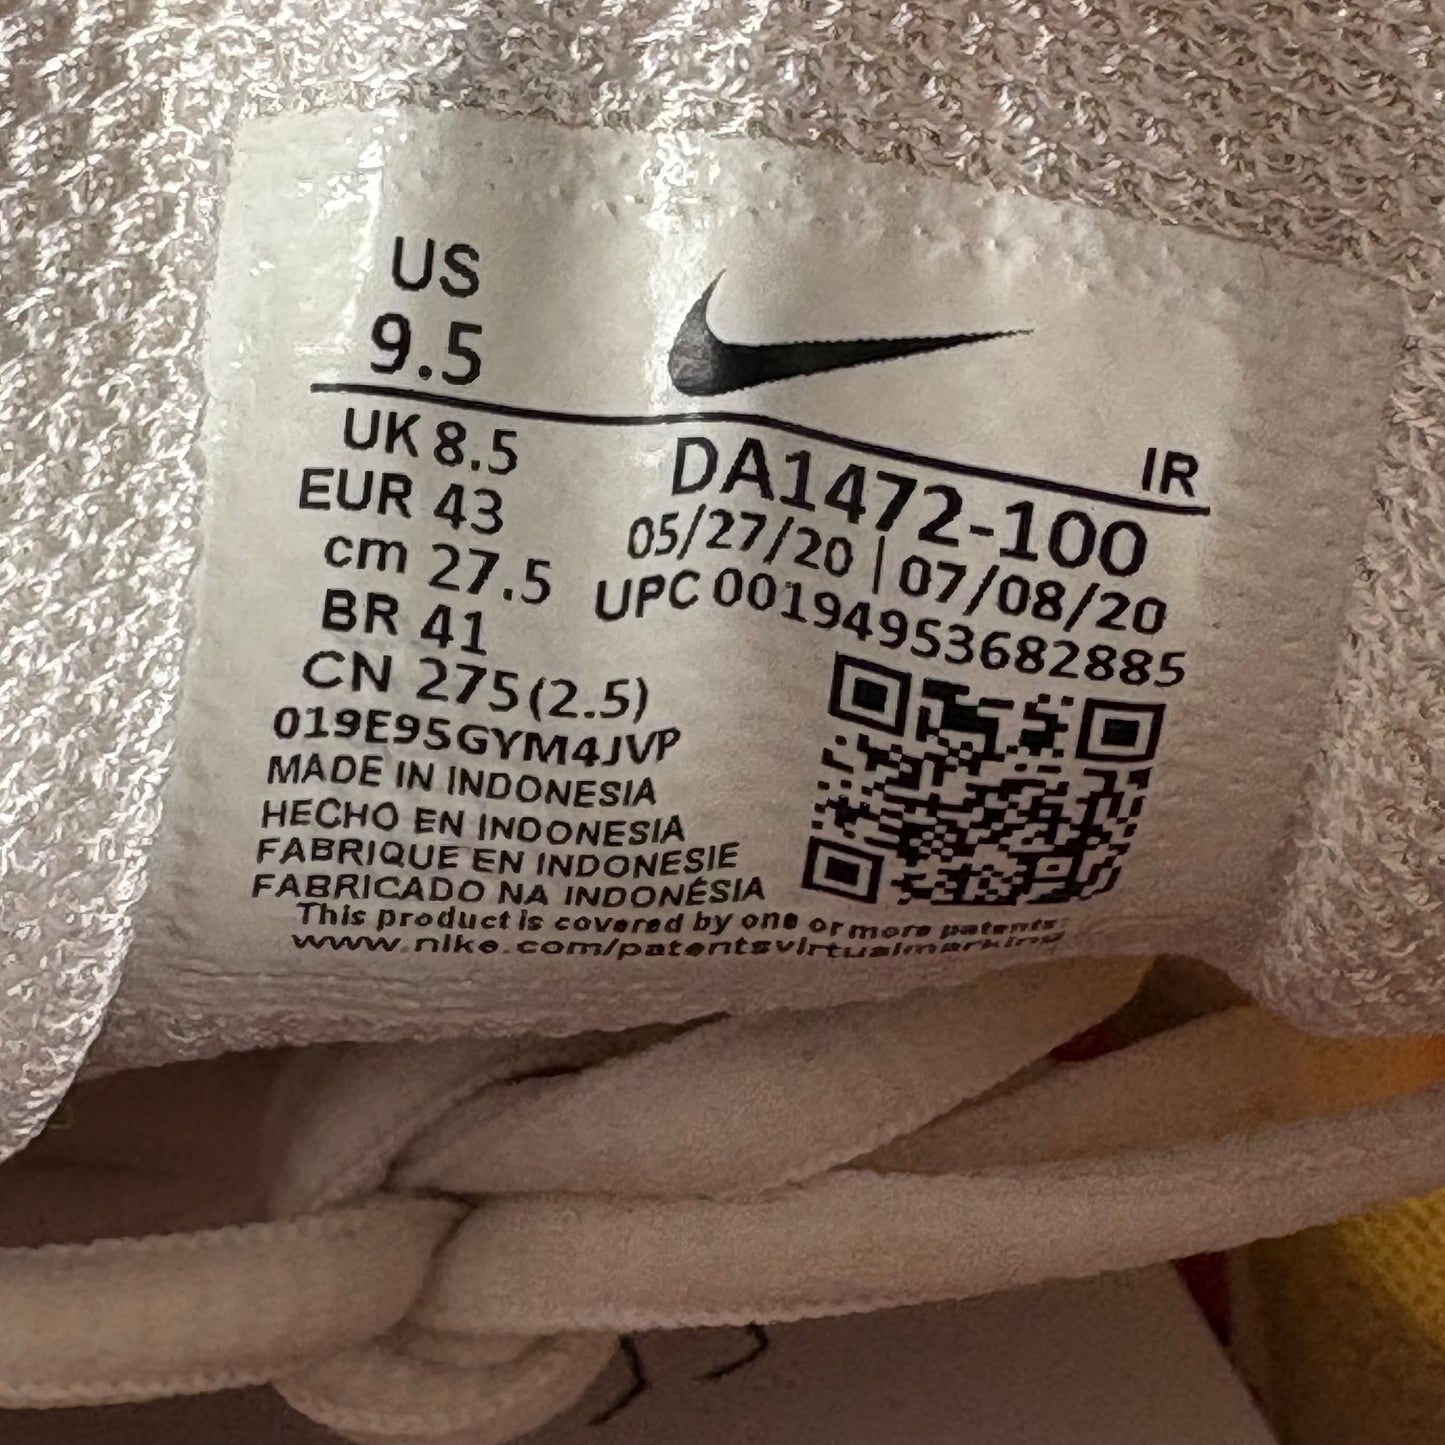 US
9.5
UK 8.5
EUR 43
cm 27.5
BR 41
CN 275(2.5)
IR
DA1472-100
05/27/20 | 07/08/20
UPC 00194953682885
019E95GYM4JVP
MADE IN INDONESIA
HECHO EN INDONESIA
FABRIQUE EN INDONESIE
FABRICADO NA INDONÉSIA
This product is covered by one or more patents:
www.nike.com/patentsvirtualmarking